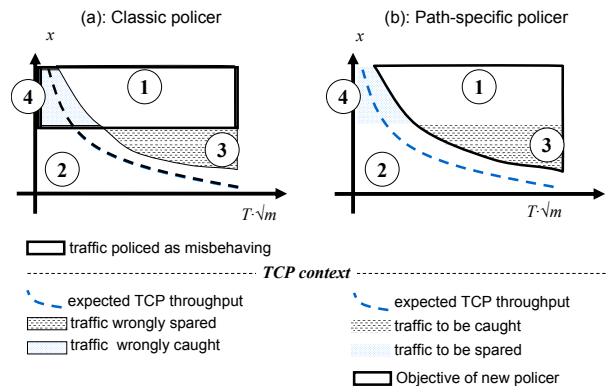 (a): Classic policer
(b): Path-specific policer
x
x
1
4
2
3
1
4
2
3
T·√m
T·√m
traffic policed as misbehaving
TCP context
expected TCP throughput
traffic wrongly spared
traffic wrongly caught
expected TCP throughput
traffic to be caught
traffic to be spared
Objective of new policer